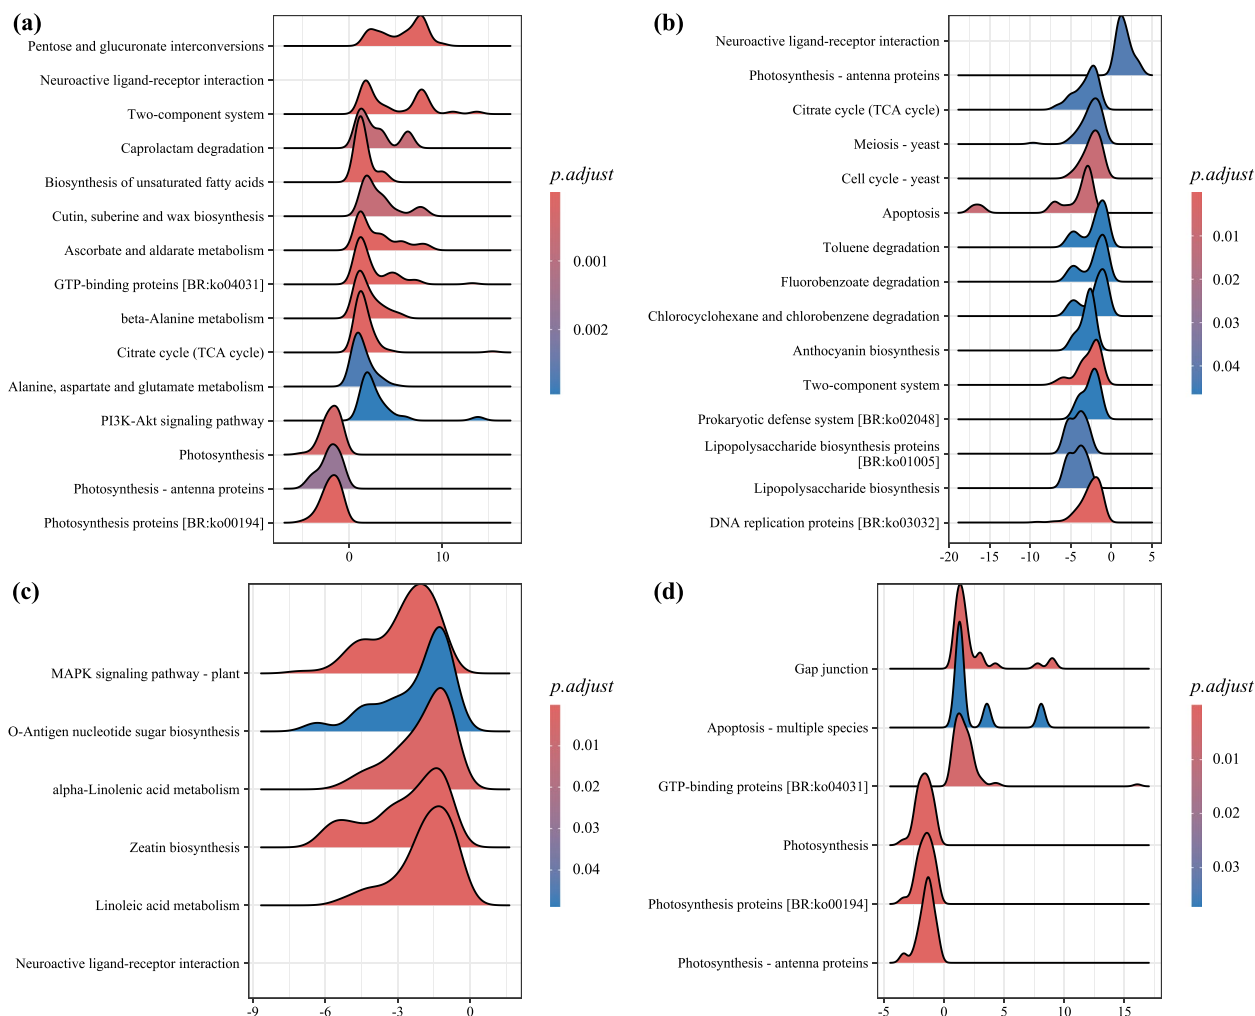 (a)
Pentose and glucuronate interconversions
Neuroactive ligand-receptor interaction
Two-component system
Caprolactam degradation
Biosynthesis of unsaturated fatty acids
Cutin, suberine and wax biosynthesis
Ascorbate and aldarate metabolism
GTP-binding proteins [BR:ko04031]
beta-Alanine metabolism
Citrate cycle (TCA cycle)
Alanine, aspartate and glutamate metabolism
PI3K-Akt signaling pathway
Photosynthesis
Photosynthesis - antenna proteins
Photosynthesis proteins [BR:ko00194]
0 10
p.adjust
0.001
0.002
(b)
Neuroactive ligand-receptor interaction
Photosynthesis - antenna proteins
Citrate cycle (TCA cycle)
Meiosis - yeast
Cell cycle - yeast
Apoptosis
Toluene degradation
Fluorobenzoate degradation
Chlorocyclohexane and chlorobenzene degradation
Anthocyanin biosynthesis
Two-component system
Prokaryotic defense system [BR:ko02048]
Lipopolysaccharide biosynthesis proteins
[BR:ko01005]
Lipopolysaccharide biosynthesis
DNA replication proteins [BR:ko03032]
-20 -15 -10 -5 0 5
p.adjust
0.01
0.02
0.03
0.04
(c)
MAPK signaling pathway - plant
O-Antigen nucleotide sugar biosynthesis
alpha-Linolenic acid metabolism
Zeatin biosynthesis
Linoleic acid metabolism
Neuroactive ligand-receptor interaction
-9 -6 -3 0
p.adjust
0.01
0.02
0.03
0.04
(d)
Gap junction
Apoptosis - multiple species
GTP-binding proteins [BR:ko04031]
Photosynthesis
Photosynthesis proteins [BR:ko00194]
Photosynthesis - antenna proteins
-5 0 5 10 15
p.adjust
0.01
0.02
0.03